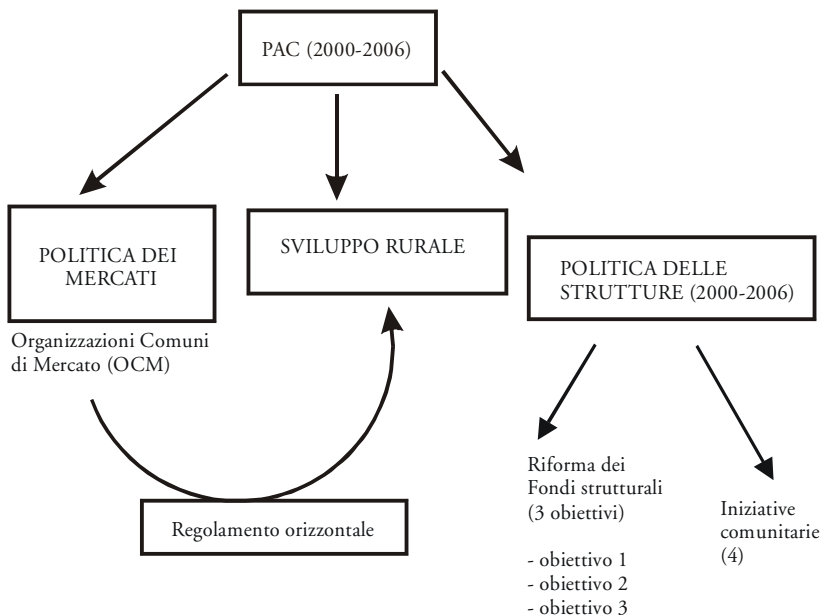 PAC (2000-2006)
POLITICA DEI
MERCATI
Organizzazioni Comuni
di Mercato (OCM)
SVILUPPO RURALE
POLITICA DELLE
STRUTTURE (2000-2006)
Regolamento orizzontale
Riforma dei
Fondi strutturali
(3 obiettivi)
- obiettivo 1
- obiettivo 2
- obiettivo 3
Iniziative
comunitarie
(4)